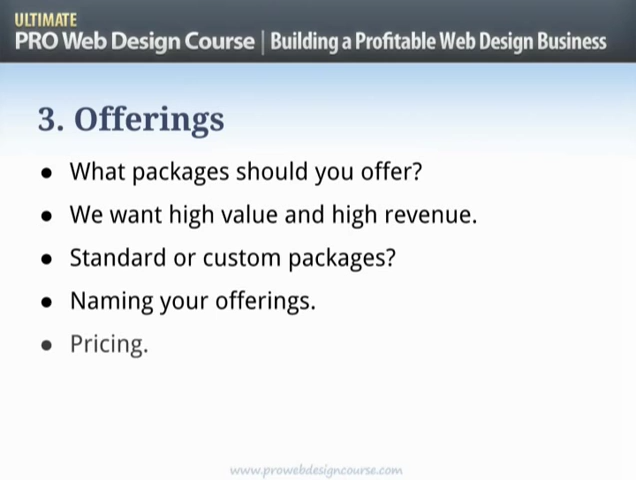 ULTIMATE
PRO Web Design Course | Building a Profitable Web Design Business
3. Offerings
● What packages should you offer?
● We want high value and high revenue.
● Standard or custom packages?
● Naming your offerings.
● Pricing.
www.prowebdesigncourse.com